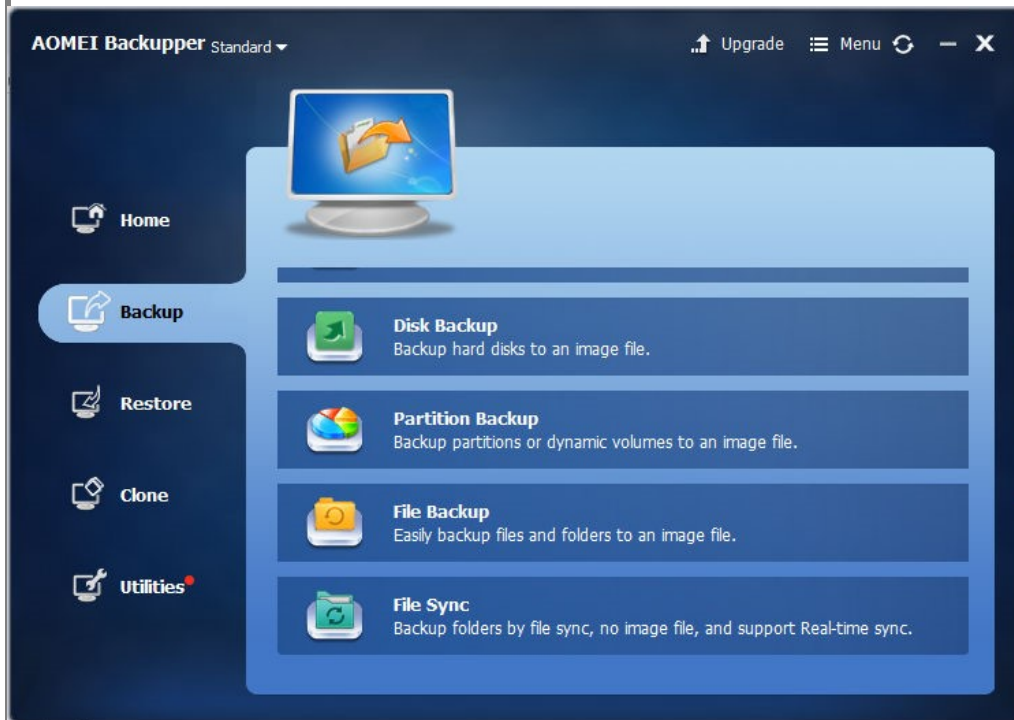 AOMEI Backupper Standard
Upgrade Menu
Home
Backup
Restore
Clone
Utilities
Disk Backup
Backup hard disks to an image file.
Partition Backup
Backup partitions or dynamic volumes to an image file.
File Backup
Easily backup files and folders to an image file.
File Sync
Backup folders by file sync, no image file, and support Real-time sync.